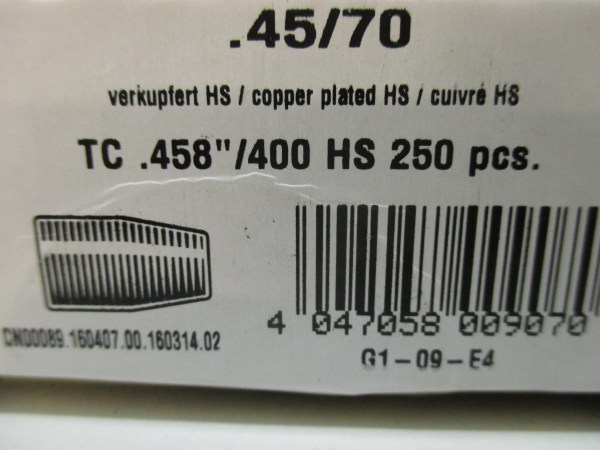 .45/70
verkupfert HS / copper plated HS / cuivré HS
TC .458"/400 HS 250 pcs.
CN00089.160407.00.160314.02
4 047058 009070
G1-09-E4